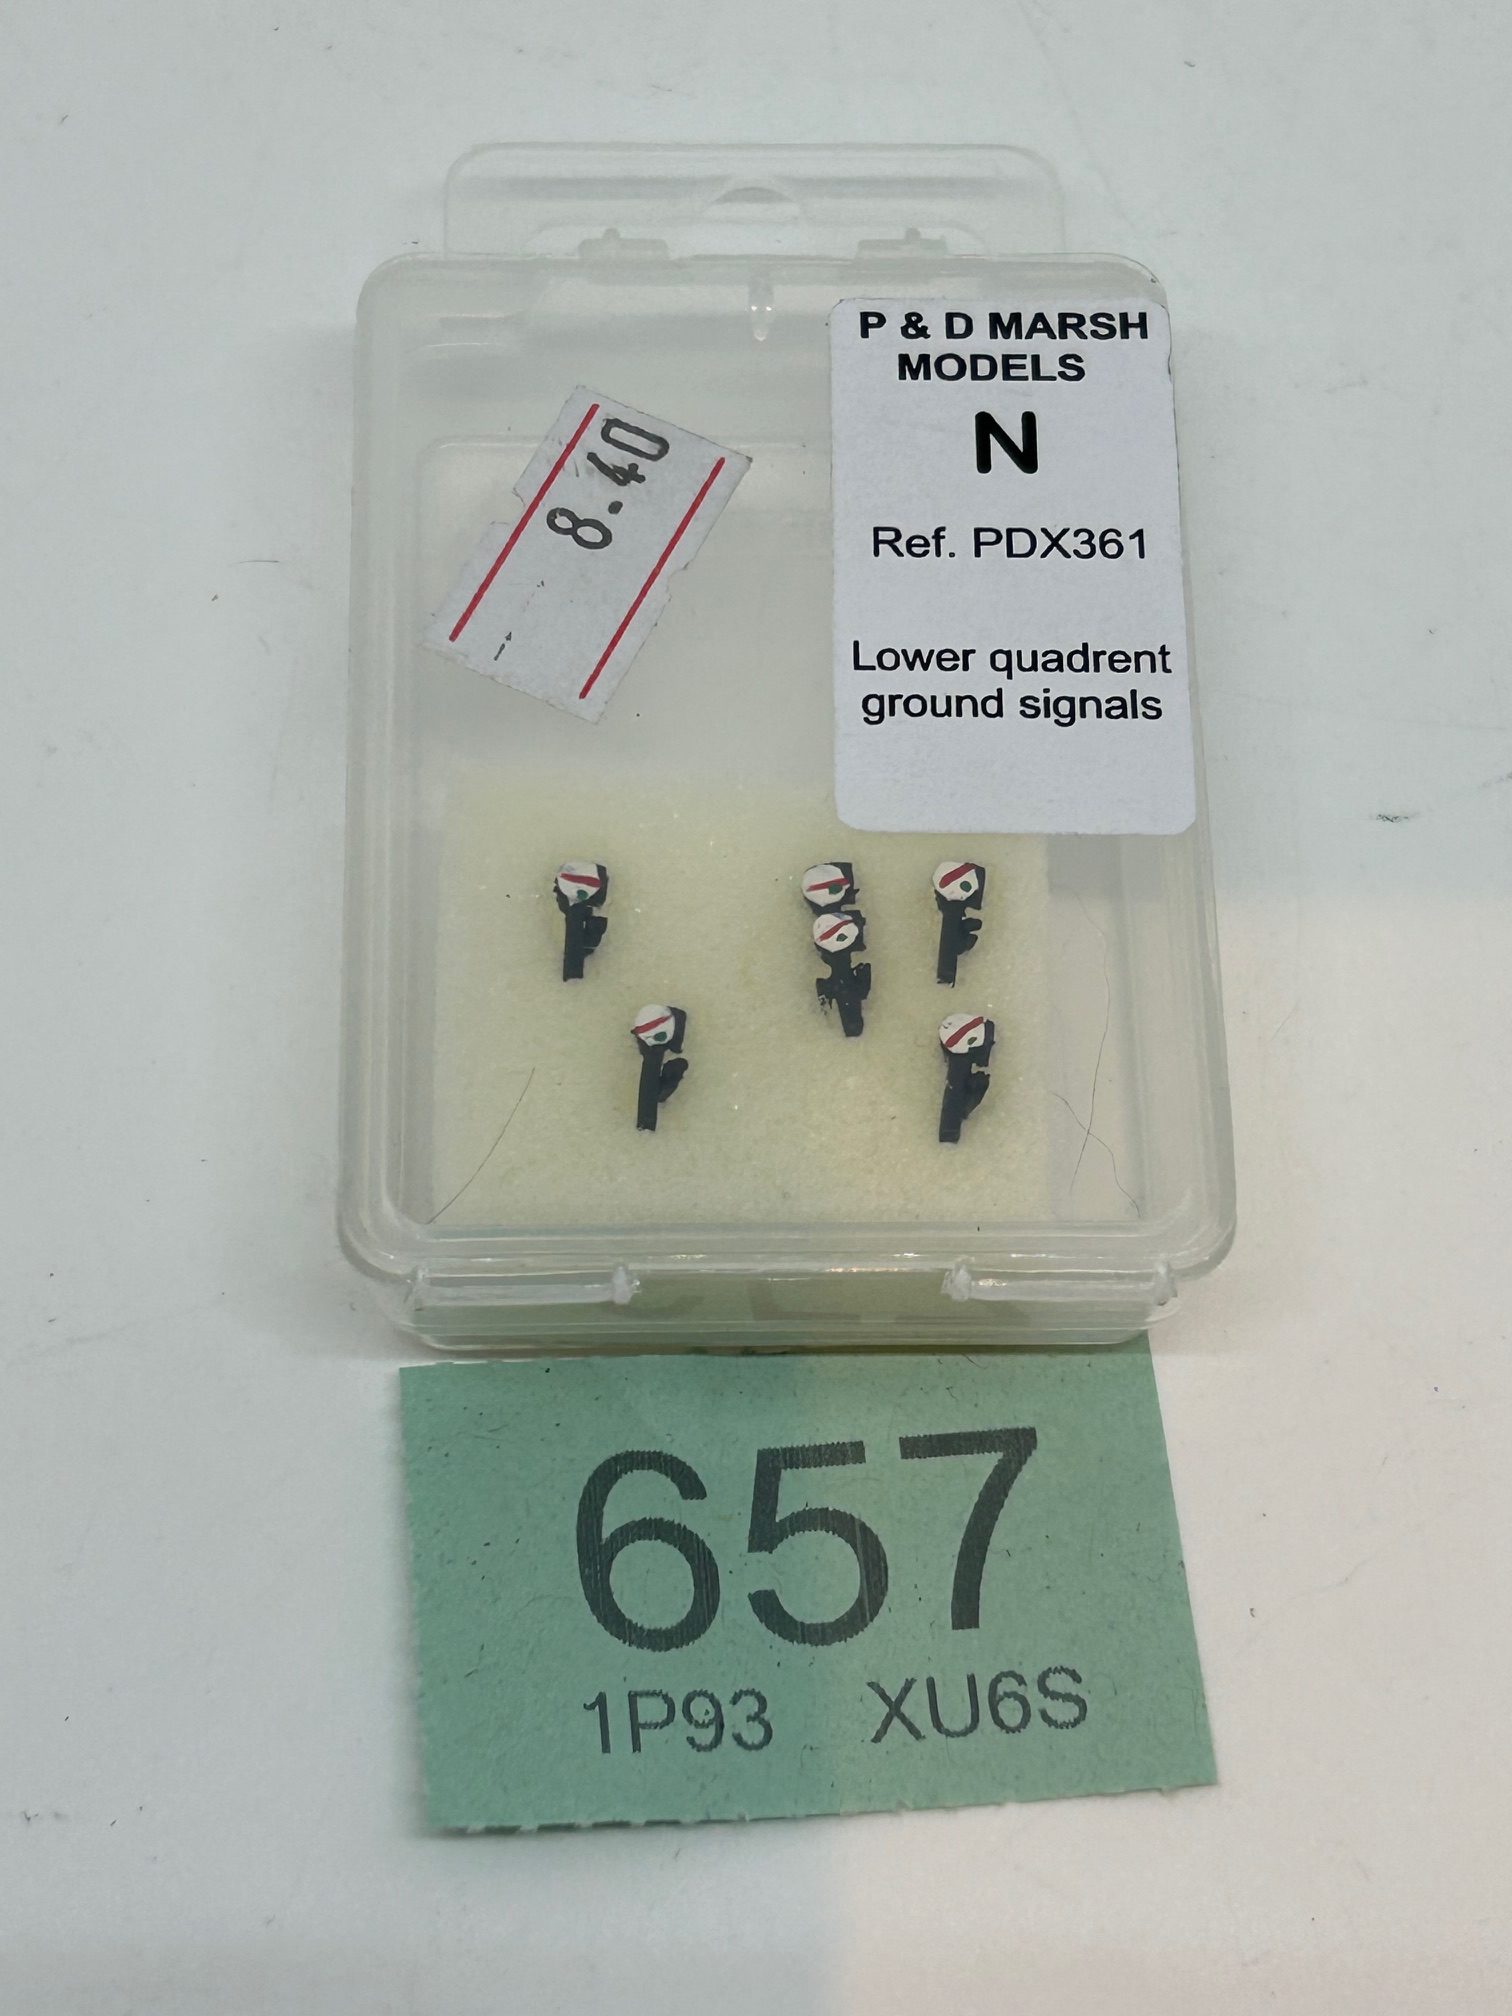 P & D MARSH
MODELS
N
Ref. PDX361
Lower quadrent
ground signals
8.40
657
1P93 XU6S